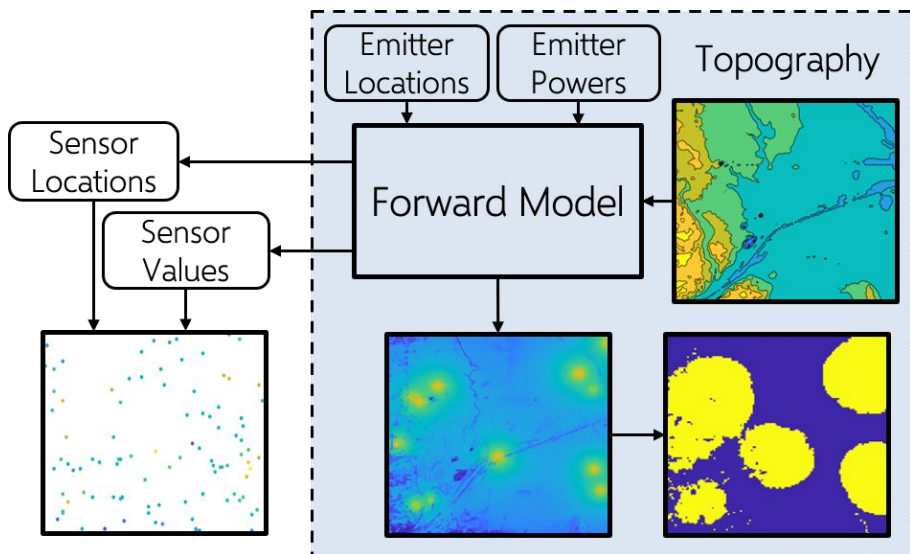 Emitter
Locations
Emitter
Powers
Topography
Sensor
Locations
Forward Model
Sensor
Values